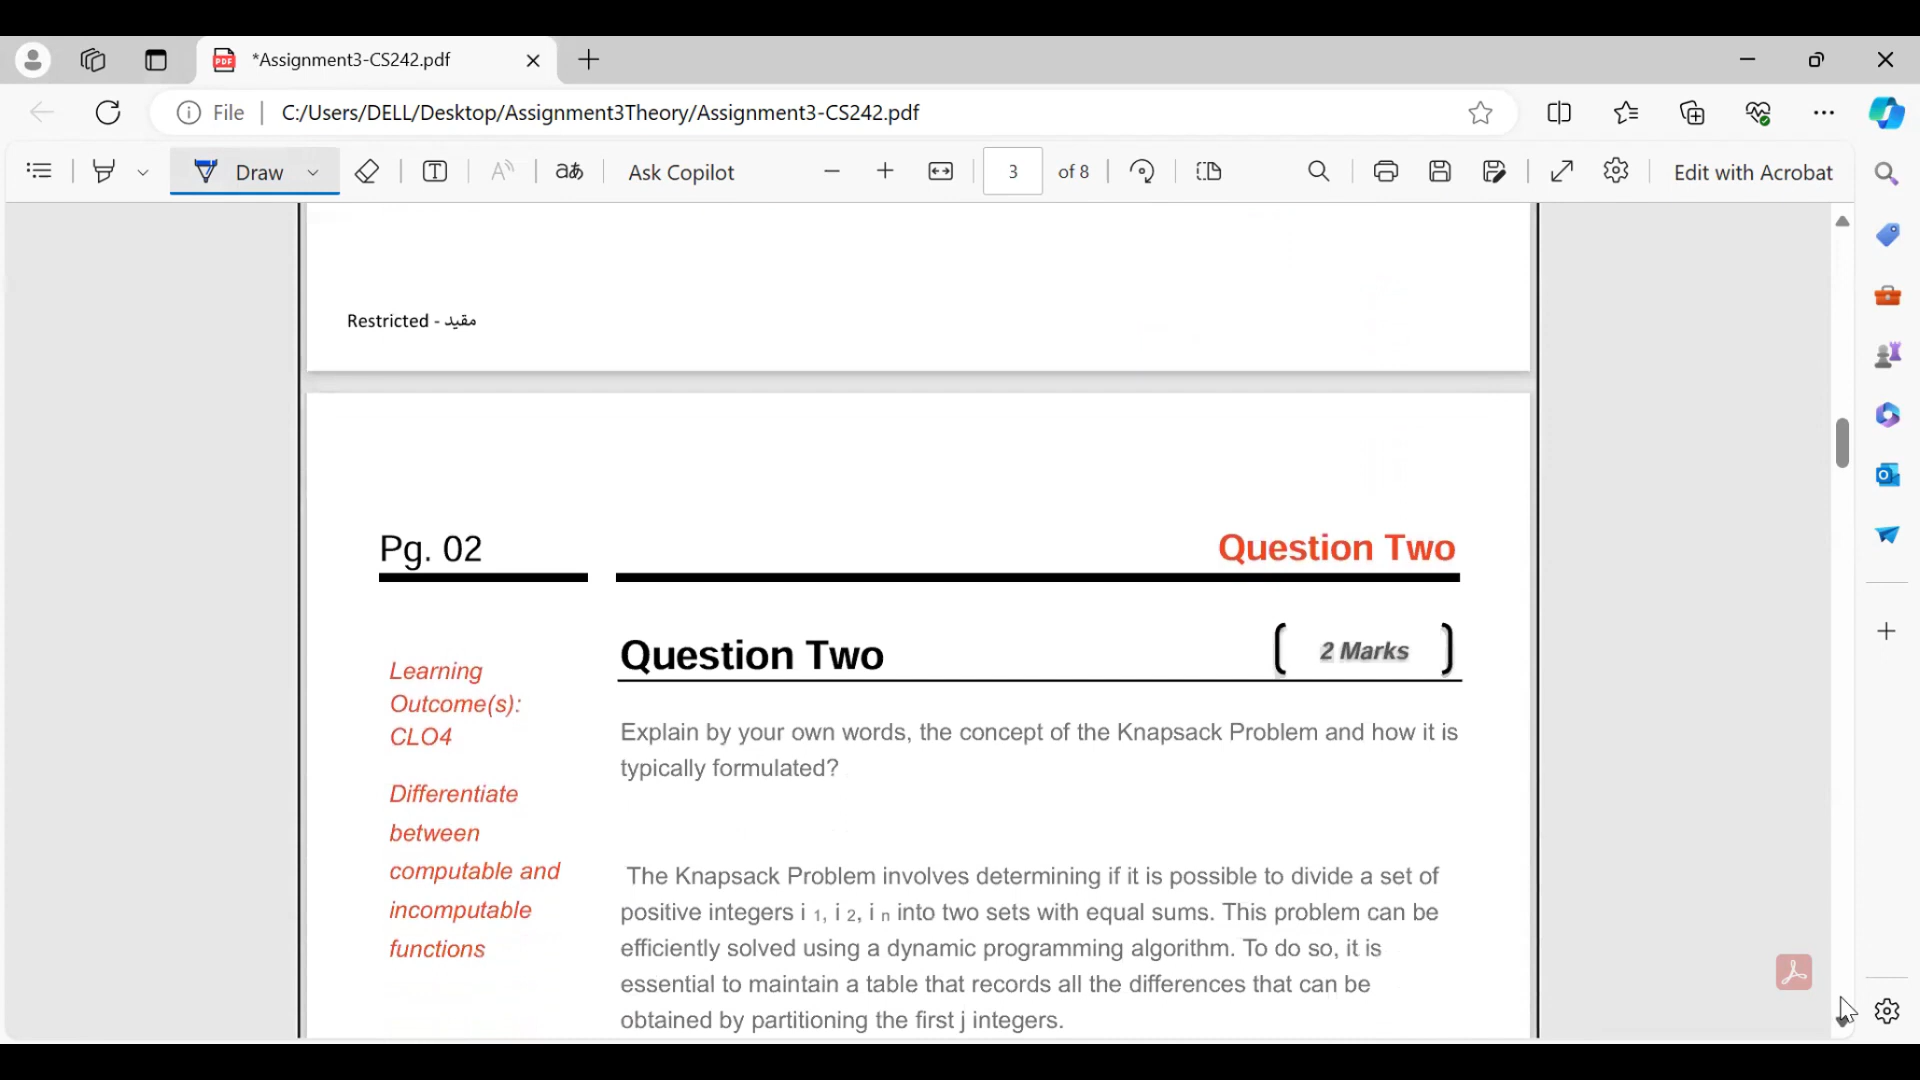 *Assignment3-CS242.pdf
File
C:/Users/DELL/Desktop/Assignment3Theory/Assignment3-CS242.pdf
Draw
T
A
aあ
Ask Copilot
3
of 8
Edit with Acrobat
Restricted - مقيد
Pg. 02
Question Two
Question Two
2 Marks
Learning
Outcome(s):
CLO4
Differentiate
between
computable and
incomputable
functions
Explain by your own words, the concept of the Knapsack Problem and how it is
typically formulated?
The Knapsack Problem involves determining if it is possible to divide a set of
positive integers i 1, i 2, i n into two sets with equal sums. This problem can be
efficiently solved using a dynamic programming algorithm. To do so, it is
essential to maintain a table that records all the differences that can be
obtained by partitioning the first j integers.